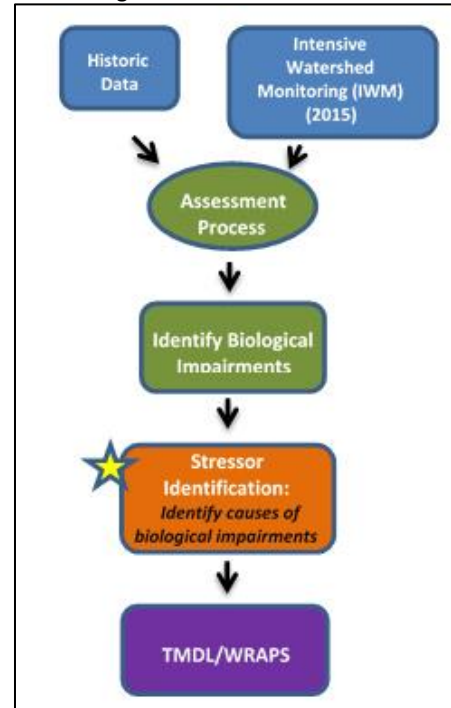 Historic
Data
Intensive
Watershed
Monitoring (IWM)
(2015)
Assessment
Process
Identify Biological
Impairments
Stressor
Identification:
Identify causes of
biological impairments
TMDL/WRAPS